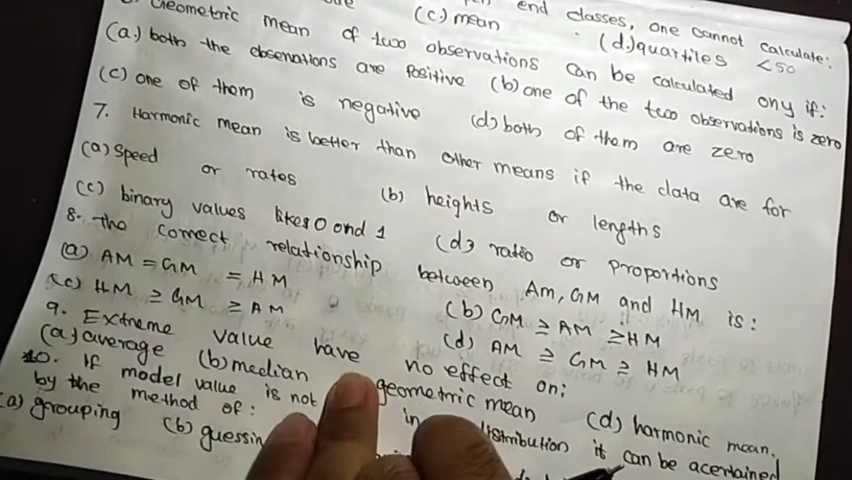 end classes, one cannot calculate:
(c) mean (d.) quartiles <50
Geometric mean of two observations can be calculated ony if:
(a.) both the obsenations are Positive (b) one of the two observations is zero
(c) one of them is negative (d) both of them are zero
7. Harmonic mean is better than other means if the data are for
(a) Speed or rates (b) heights or lengths
(c) binary values likes 0 and 1 (d) ratio or proportions
8. The correct relationship between Am, GM and HM is:
(a) AM = GM = HM (b) GM ≥ AM ≥ HM
(c) HM ≥ GM ≥ AM (d) AM ≥ GM ≥ HM
9. Extreme value have no effect on:
(a) average (b) median geometric mean (d) harmonic mean.
10. If model value is not in distribution it can be acertained
by the method of:
(a) grouping (b) guessin